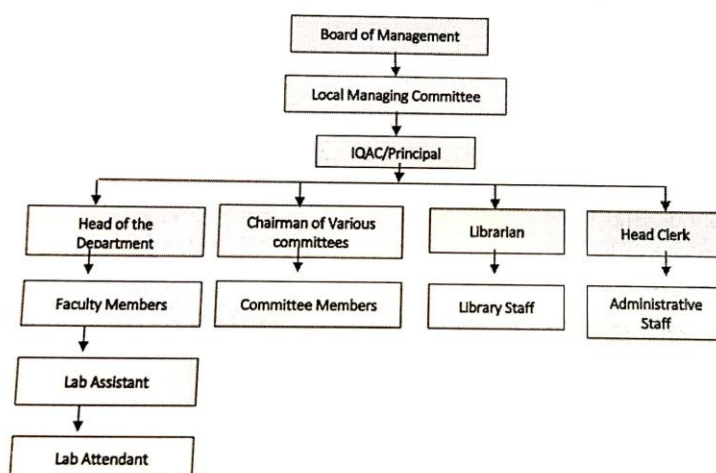 Board of Management
Local Managing Committee
IQAC/Principal
Head of the
Department
Chairman of Various
committees
Librarian
Head Clerk
Faculty Members
Committee Members
Library Staff
Administrative
Staff
Lab Assistant
Lab Attendant